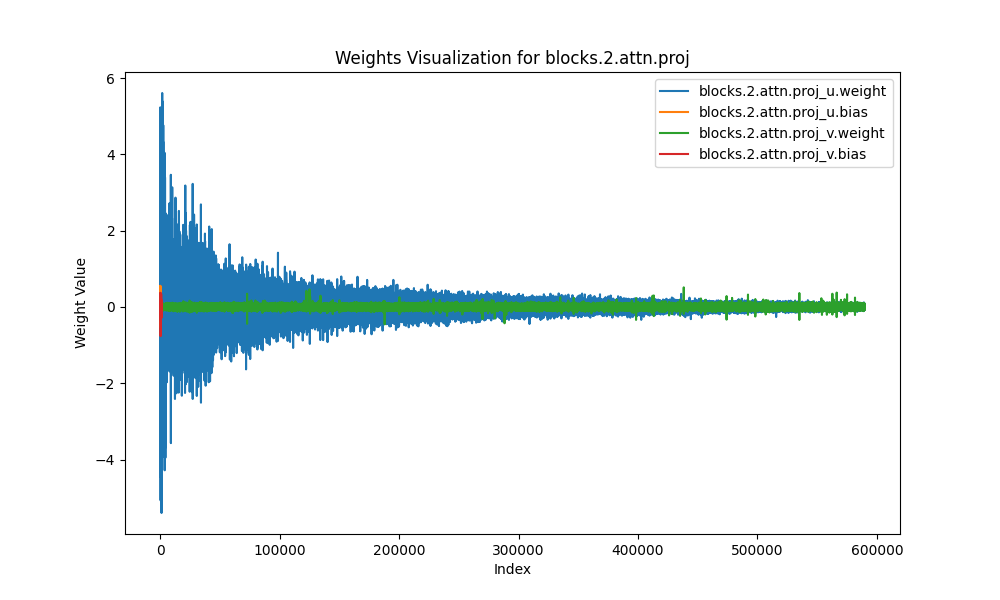 Weights Visualization for blocks.2.attn.proj
blocks.2.attn.proj_u.weight
blocks.2.attn.proj_u.bias
blocks.2.attn.proj_v.weight
blocks.2.attn.proj_v.bias
6
4
2
0
−2
−4
Weight Value
0 100000 200000 300000 400000 500000 600000
Index